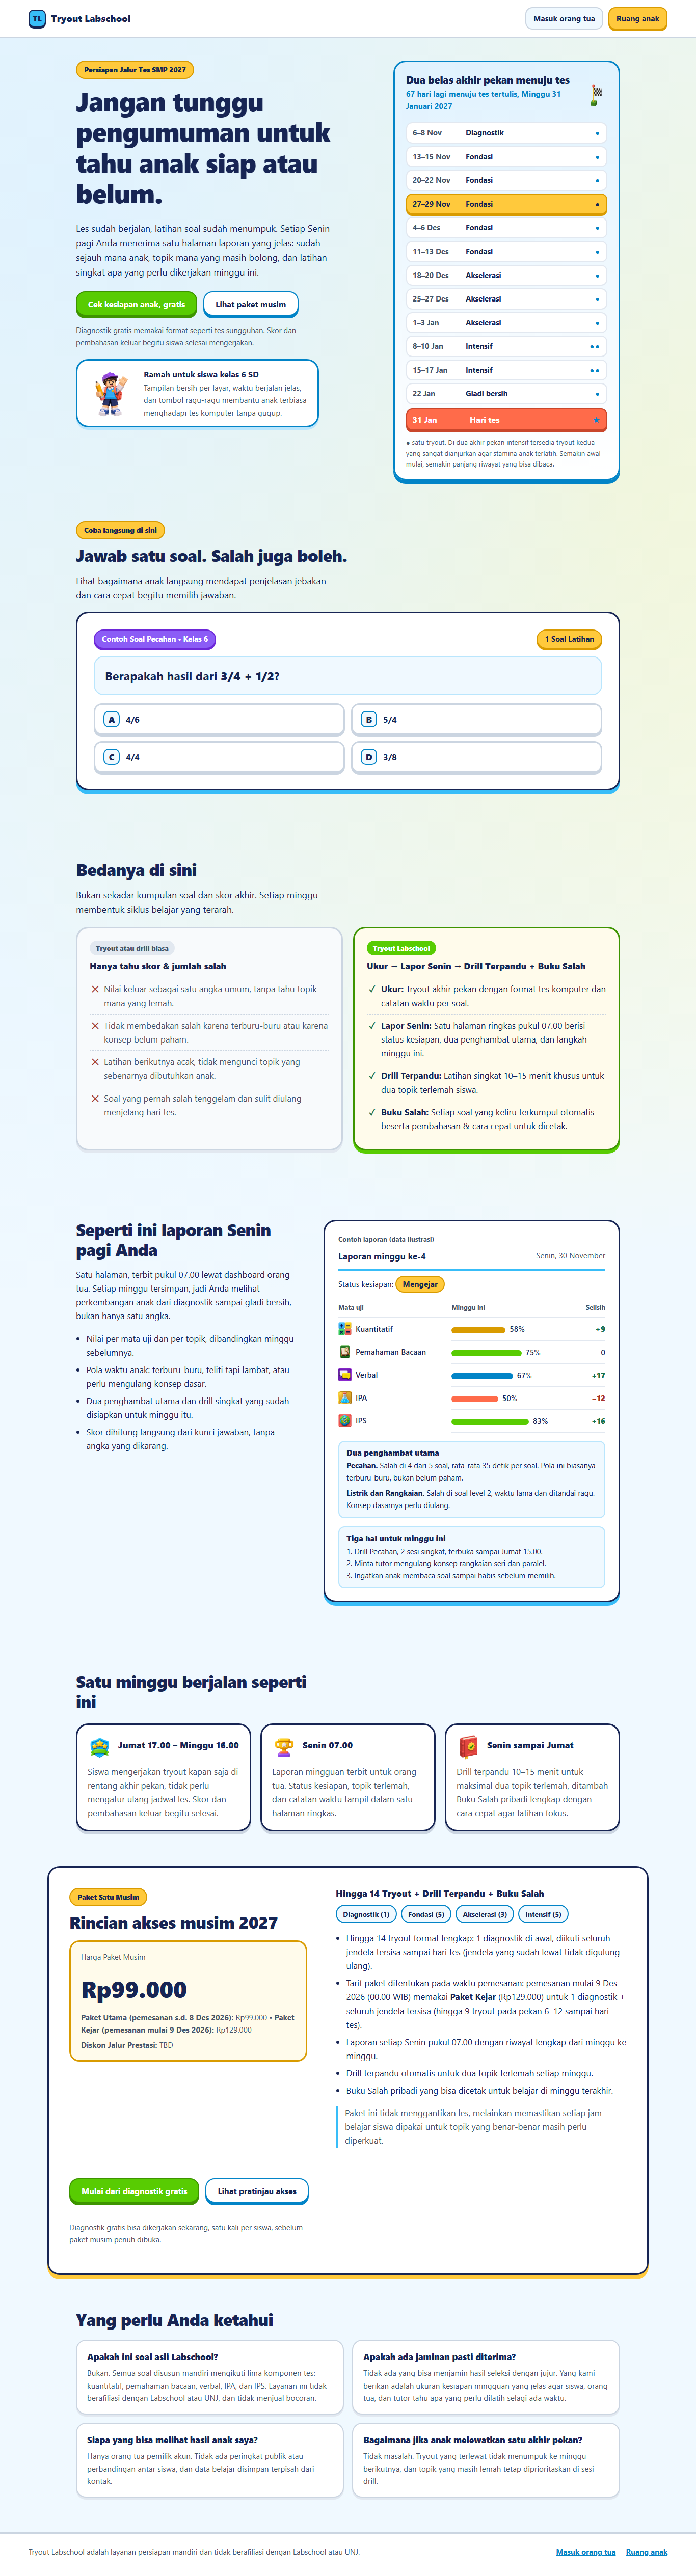 TL Tryout Labschool
Masuk orang tua
Ruang anak
Persiapan Jalur Tes SMP 2027
Jangan tunggu
pengumuman untuk
tahu anak siap atau
belum.
Les sudah berjalan, latihan soal sudah menumpuk. Setiap Senin
pagi Anda menerima satu halaman laporan yang jelas: sudah
sejauh mana anak, topik mana yang masih bolong, dan latihan
singkat apa yang perlu dikerjakan minggu ini.
Cek kesiapan anak, gratis
Lihat paket musim
Diagnostik gratis memakai format seperti tes sungguhan. Skor dan
pembahasan keluar begitu siswa selesai mengerjakan.
Ramah untuk siswa kelas 6 SD
Tampilan bersih per layar, waktu berjalan jelas,
dan tombol ragu-ragu membantu anak terbiasa
menghadapi tes komputer tanpa gugup.
Dua belas akhir pekan menuju tes
67 hari lagi menuju tes tertulis, Minggu 31
Januari 2027
6–8 Nov Diagnostik ●
13–15 Nov Fondasi ●
20–22 Nov Fondasi ●
27–29 Nov Fondasi ●
4–6 Des Fondasi ●
11–13 Des Fondasi ●
18–20 Des Akselerasi ●
25–27 Des Akselerasi ●
1–3 Jan Akselerasi ●
8–10 Jan Intensif ●●
15–17 Jan Intensif ●●
22 Jan Gladi bersih ●
31 Jan Hari tes ★
● satu tryout. Di dua akhir pekan intensif tersedia tryout kedua
yang sangat dianjurkan agar stamina anak terlatih. Semakin awal
mulai, semakin panjang riwayat yang bisa dibaca.
Coba langsung di sini
Jawab satu soal. Salah juga boleh.
Lihat bagaimana anak langsung mendapat penjelasan jebakan
dan cara cepat begitu memilih jawaban.
Contoh Soal Pecahan • Kelas 6
1 Soal Latihan
Berapakah hasil dari 3/4 + 1/2?
A 4/6
B 5/4
C 4/4
D 3/8
Bedanya di sini
Bukan sekadar kumpulan soal dan skor akhir. Setiap minggu
membentuk siklus belajar yang terarah.
Tryout atau drill biasa
Hanya tahu skor & jumlah salah
✕ Nilai keluar sebagai satu angka umum, tanpa tahu topik
mana yang lemah.
✕ Tidak membedakan salah karena terburu-buru atau karena
konsep belum paham.
✕ Latihan berikutnya acak, tidak mengunci topik yang
sebenarnya dibutuhkan anak.
✕ Soal yang pernah salah tenggelam dan sulit diulang
menjelang hari tes.
Tryout Labschool
Ukur → Lapor Senin → Drill Terpandu + Buku Salah
✓ Ukur: Tryout akhir pekan dengan format tes komputer dan
catatan waktu per soal.
✓ Lapor Senin: Satu halaman ringkas pukul 07.00 berisi
status kesiapan, dua penghambat utama, dan langkah
minggu ini.
✓ Drill Terpandu: Latihan singkat 10–15 menit khusus untuk
dua topik terlemah siswa.
✓ Buku Salah: Setiap soal yang keliru terkumpul otomatis
beserta pembahasan & cara cepat untuk dicetak.
Seperti ini laporan Senin
pagi Anda
Satu halaman, terbit pukul 07.00 lewat dashboard orang
tua. Setiap minggu tersimpan, jadi Anda melihat
perkembangan anak dari diagnostik sampai gladi bersih,
bukan hanya satu angka.
• Nilai per mata uji dan per topik, dibandingkan minggu
sebelumnya.
• Pola waktu anak: terburu-buru, teliti tapi lambat, atau
perlu mengulang konsep dasar.
• Dua penghambat utama dan drill singkat yang sudah
disiapkan untuk minggu itu.
• Skor dihitung langsung dari kunci jawaban, tanpa
angka yang dikarang.
Contoh laporan (data ilustrasi)
Laporan minggu ke-4 Senin, 30 November
Status kesiapan: Mengejar
Mata uji Minggu ini Selisih
Kuantitatif 58% +9
Pemahaman Bacaan 75% 0
Verbal 67% +17
IPA 50% −12
IPS 83% +16
Dua penghambat utama
Pecahan. Salah di 4 dari 5 soal, rata-rata 35 detik per soal. Pola ini biasanya
terburu-buru, bukan belum paham.
Listrik dan Rangkaian. Salah di soal level 2, waktu lama dan ditandai ragu.
Konsep dasarnya perlu diulang.
Tiga hal untuk minggu ini
1. Drill Pecahan, 2 sesi singkat, terbuka sampai Jumat 15.00.
2. Minta tutor mengulang konsep rangkaian seri dan paralel.
3. Ingatkan anak membaca soal sampai habis sebelum memilih.
Satu minggu berjalan seperti
ini
Jumat 17.00 – Minggu 16.00
Siswa mengerjakan tryout kapan saja di
rentang akhir pekan, tidak perlu
mengatur ulang jadwal les. Skor dan
pembahasan keluar begitu selesai.
Senin 07.00
Laporan mingguan terbit untuk orang
tua. Status kesiapan, topik terlemah,
dan catatan waktu tampil dalam satu
halaman ringkas.
Senin sampai Jumat
Drill terpandu 10–15 menit untuk
maksimal dua topik terlemah, ditambah
Buku Salah pribadi lengkap dengan
cara cepat agar latihan fokus.
Paket Satu Musim
Rincian akses musim 2027
Harga Paket Musim
Rp99.000
Paket Utama (pemesanan s.d. 8 Des 2026): Rp99.000 • Paket
Kejar (pemesanan mulai 9 Des 2026): Rp129.000
Diskon Jalur Prestasi: TBD
Mulai dari diagnostik gratis
Lihat pratinjau akses
Diagnostik gratis bisa dikerjakan sekarang, satu kali per siswa, sebelum
paket musim penuh dibuka.
Hingga 14 Tryout + Drill Terpandu + Buku Salah
Diagnostik (1) Fondasi (5) Akselerasi (3) Intensif (5)
• Hingga 14 tryout format lengkap: 1 diagnostik di awal, diikuti seluruh
jendela tersisa sampai hari tes (jendela yang sudah lewat tidak digulung
ulang).
• Tarif paket ditentukan pada waktu pemesanan: pemesanan mulai 9 Des
2026 (00.00 WIB) memakai Paket Kejar (Rp129.000) untuk 1 diagnostik +
seluruh jendela tersisa (hingga 9 tryout pada pekan 6–12 sampai hari
tes).
• Laporan setiap Senin pukul 07.00 dengan riwayat lengkap dari minggu ke
minggu.
• Drill terpandu otomatis untuk dua topik terlemah setiap minggu.
• Buku Salah pribadi yang bisa dicetak untuk belajar di minggu terakhir.
Paket ini tidak menggantikan les, melainkan memastikan setiap jam
belajar siswa dipakai untuk topik yang benar-benar masih perlu
diperkuat.
Yang perlu Anda ketahui
Apakah ini soal asli Labschool?
Bukan. Semua soal disusun mandiri mengikuti lima komponen tes:
kuantitatif, pemahaman bacaan, verbal, IPA, dan IPS. Layanan ini tidak
berafiliasi dengan Labschool atau UNJ, dan tidak menjual bocoran.
Apakah ada jaminan pasti diterima?
Tidak ada yang bisa menjamin hasil seleksi dengan jujur. Yang kami
berikan adalah ukuran kesiapan mingguan yang jelas agar siswa, orang
tua, dan tutor tahu apa yang perlu dilatih selagi ada waktu.
Siapa yang bisa melihat hasil anak saya?
Hanya orang tua pemilik akun. Tidak ada peringkat publik atau
perbandingan antar siswa, dan data belajar disimpan terpisah dari
kontak.
Bagaimana jika anak melewatkan satu akhir pekan?
Tidak masalah. Tryout yang terlewat tidak menumpuk ke minggu
berikutnya, dan topik yang masih lemah tetap diprioritaskan di sesi
drill.
Tryout Labschool adalah layanan persiapan mandiri dan tidak berafiliasi dengan Labschool atau UNJ.
Masuk orang tua
Ruang anak